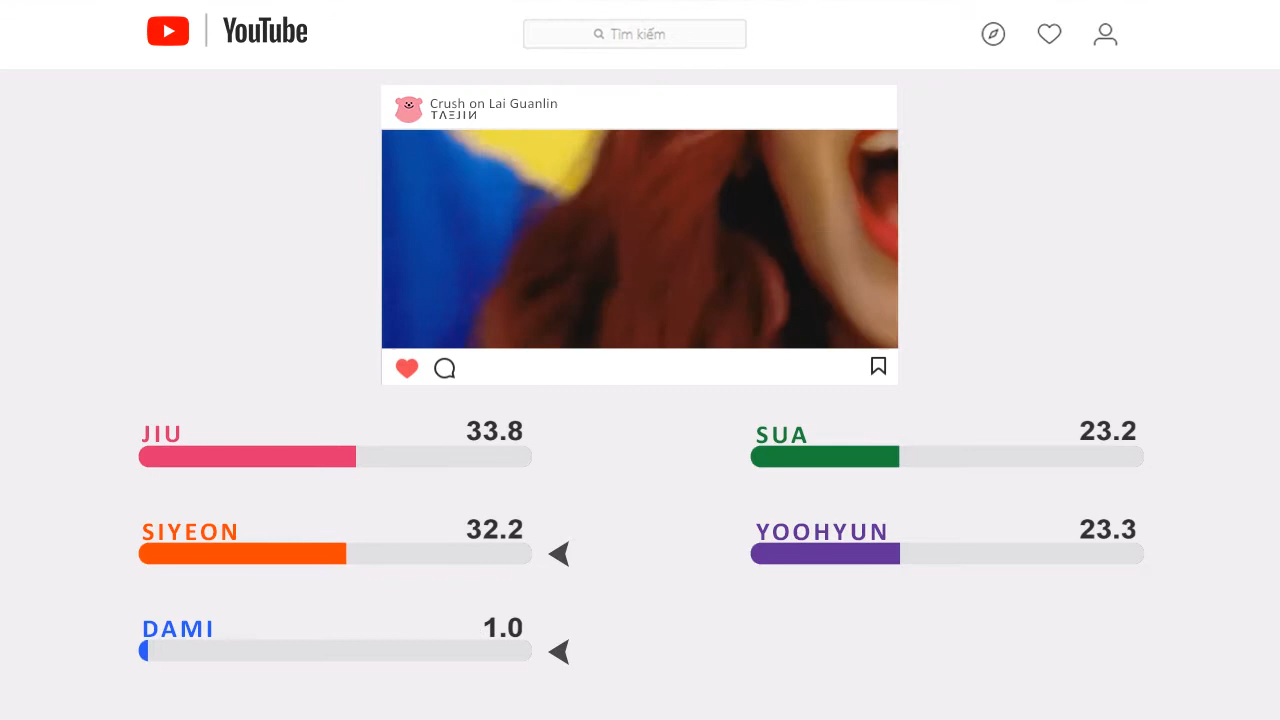 YouTube
Tìm kiếm
Crush on Lai Guanlin
TΛΞJIN
JIU 33.8
SUA 23.2
SIYEON 32.2
YOOHYUN 23.3
DAMI 1.0